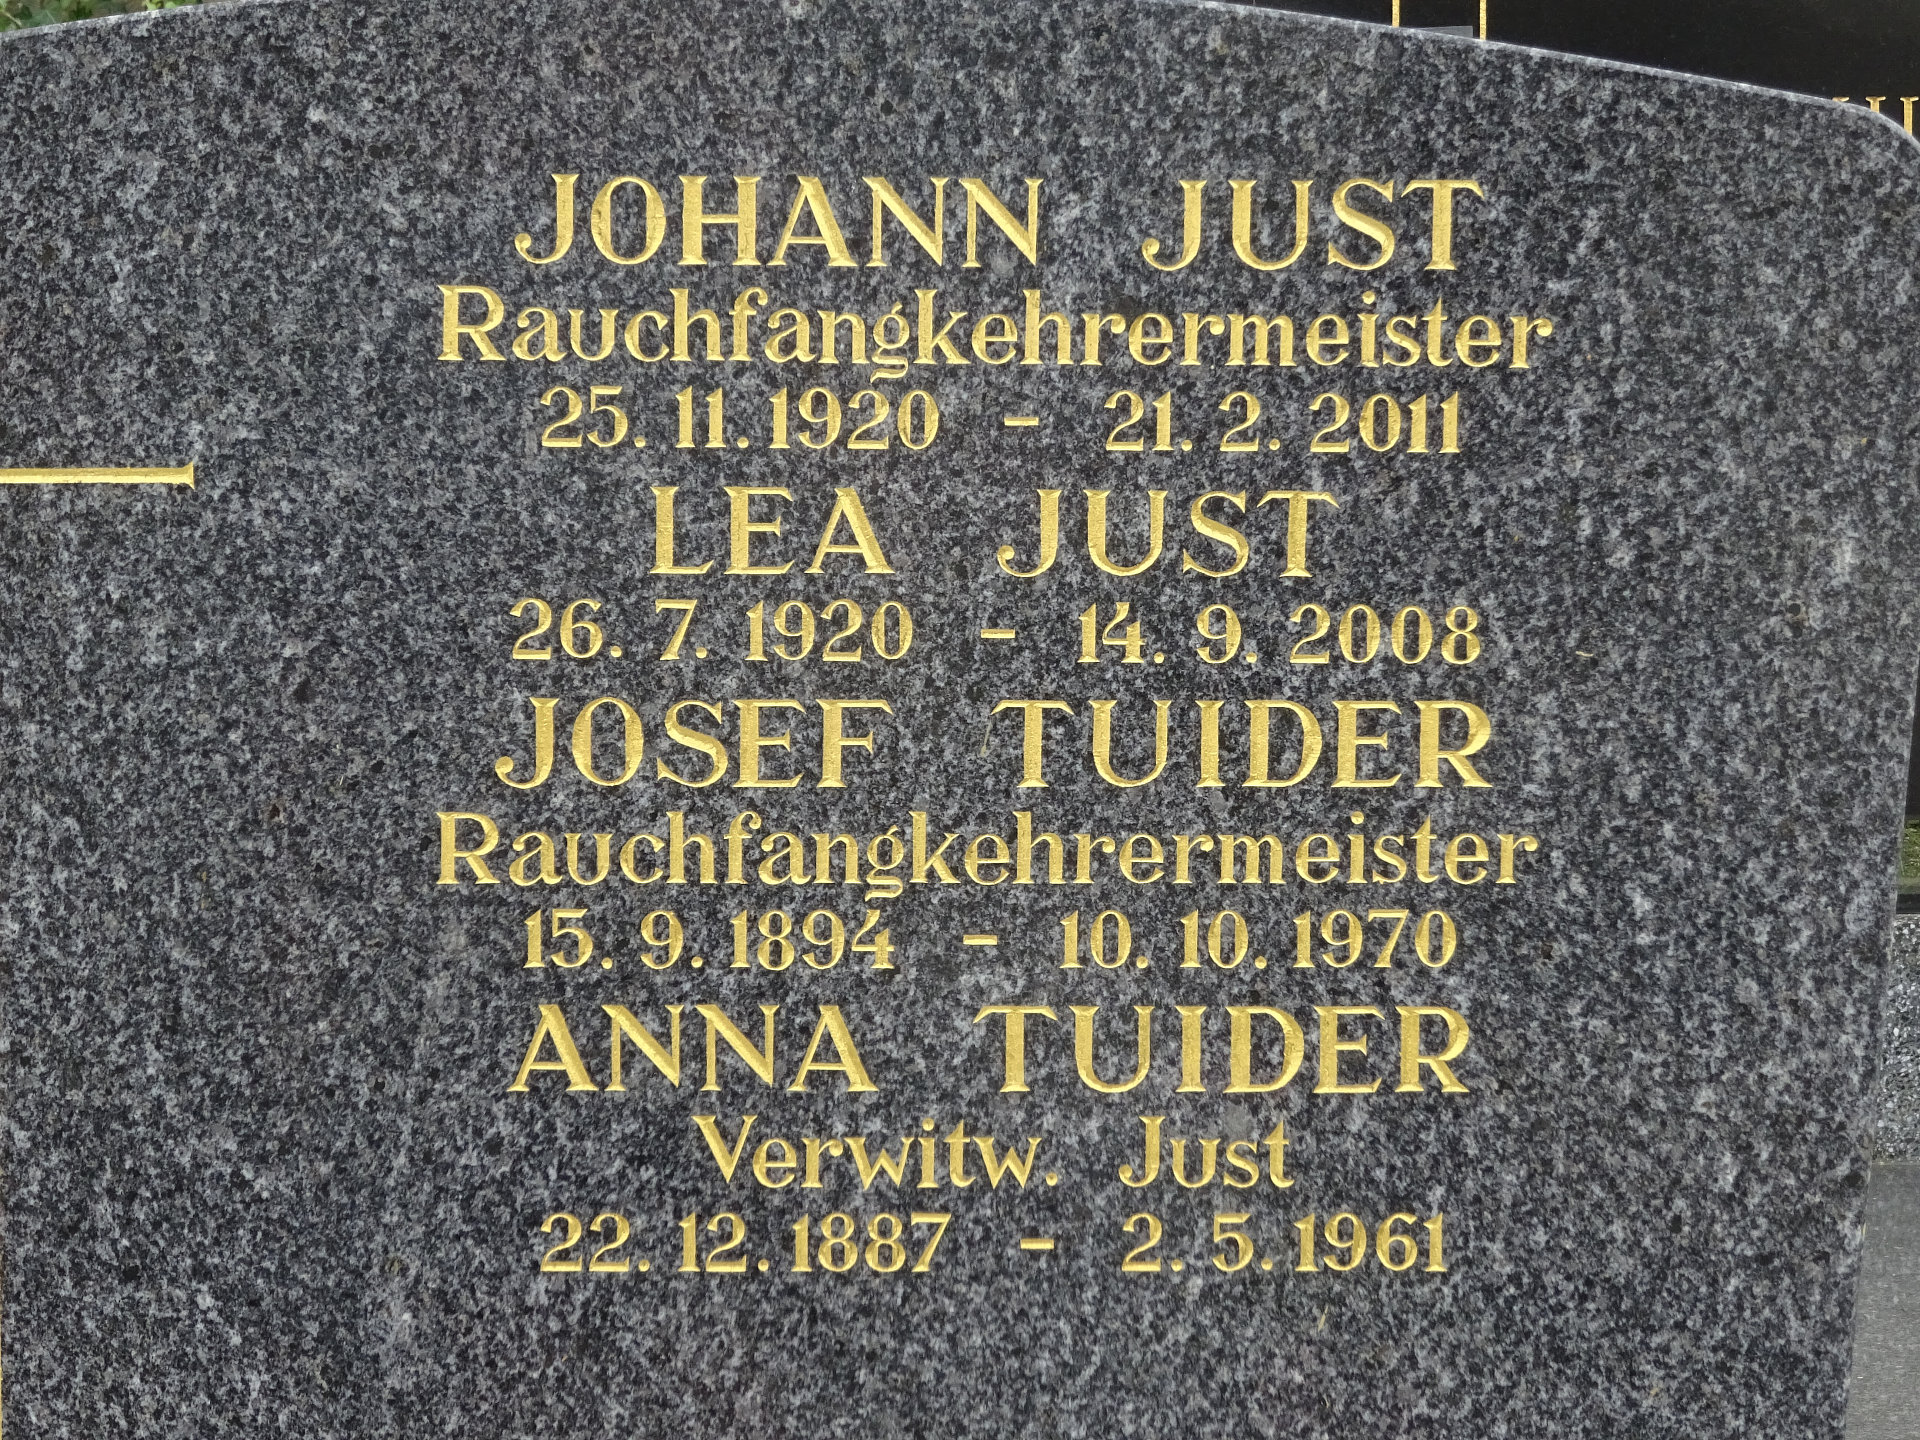 JOHANN JUST
Rauchfangkehrermeister
25. 11. 1920 - 21. 2. 2011
LEA JUST
26. 7. 1920 - 14. 9. 2008
JOSEF TUIDER
Rauchfangkehrermeister
15. 9. 1894 - 10. 10. 1970
ANNA TUIDER
Verwitw. Just
22. 12. 1887 - 2. 5. 1961